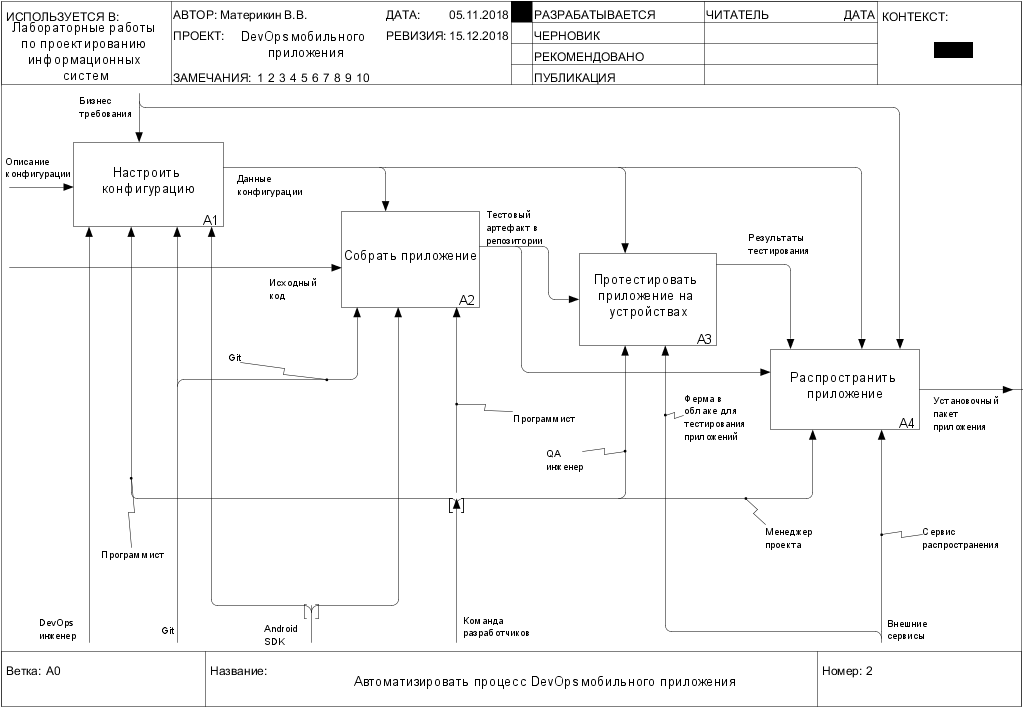 ИСПОЛЬЗУЕТСЯ В:
Лабораторные работы
по проектированию
информационных
систем
АВТОР: Материкин В.В.
ДАТА: 05.11.2018
ПРОЕКТ: DevOps мобильного
приложения
РЕВИЗИЯ: 15.12.2018
ЗАМЕЧАНИЯ: 1 2 3 4 5 6 7 8 9 10
РАЗРАБАТЫВАЕТСЯ
ЧЕРНОВИК
РЕКОМЕНДОВАНО
ПУБЛИКАЦИЯ
ЧИТАТЕЛЬ ДАТА
КОНТЕКСТ:
Бизнес
требования
Описание
конфигурации
Настроить
конфигурацию
A1
Данные
конфигурации
Тестовый
артефакт в
репозитории
Собрать приложение
A2
Исходный
код
Результаты
тестирования
Протестировать
приложение на
устройствах
A3
Git
Распространить
приложение
A4
Установочный
пакет
приложения
Ферма в
облаке для
тестирования
приложений
Программист
QA
инженер
Менеджер
проекта
Сервис
распространения
Программист
DevOps
инженер
Git
Android
SDK
Команда
разработчиков
Внешние
сервисы
Ветка: A0
Название:
Автоматизировать процесс DevOps мобильного приложения
Номер: 2